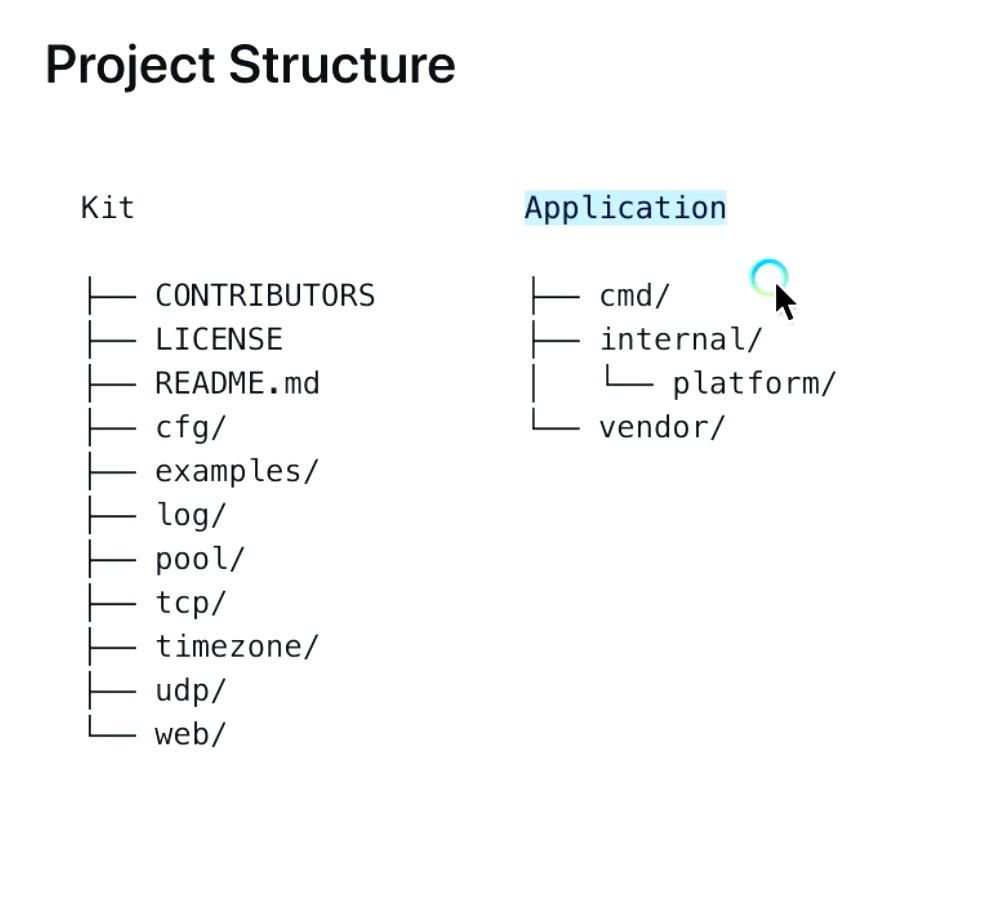 Project Structure
Kit
├── CONTRIBUTORS
├── LICENSE
├── README.md
├── cfg/
├── examples/
├── log/
├── pool/
├── tcp/
├── timezone/
├── udp/
└── web/
Application
├── cmd/
├── internal/
│   └── platform/
└── vendor/